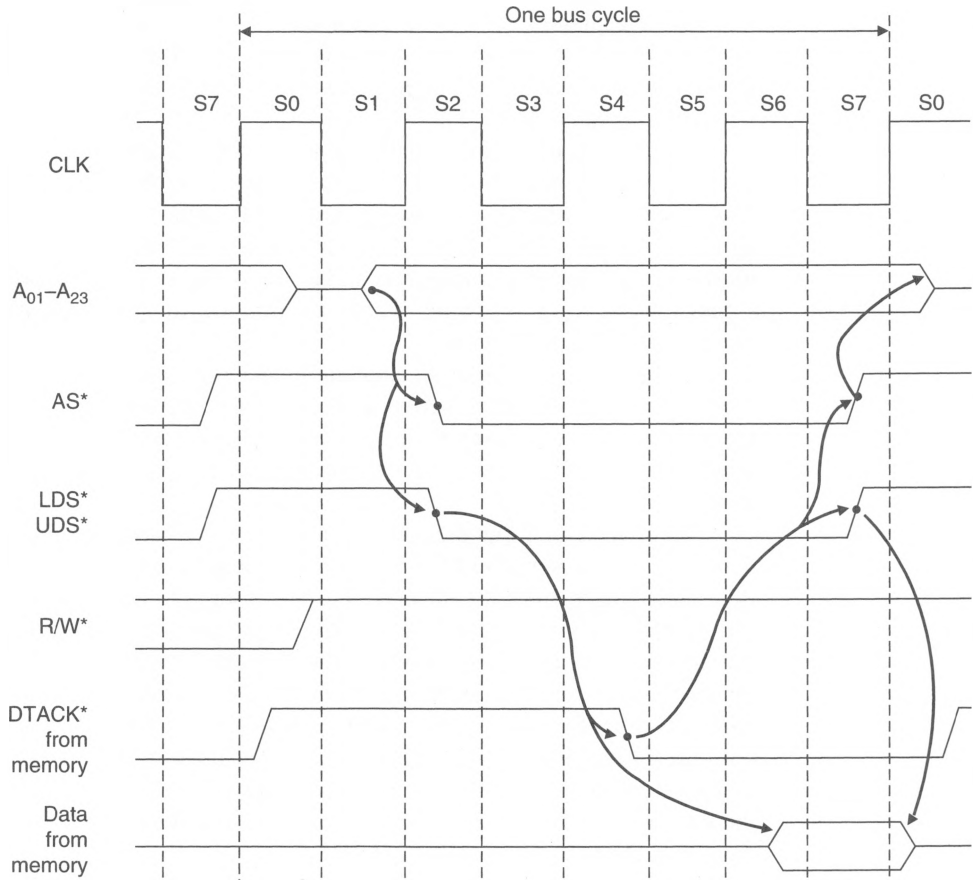 One bus cycle
S7 S0 S1 S2 S3 S4 S5 S6 S7 S0
CLK
A01–A23
AS*
LDS*
UDS*
R/W*
DTACK*
from
memory
Data
from
memory